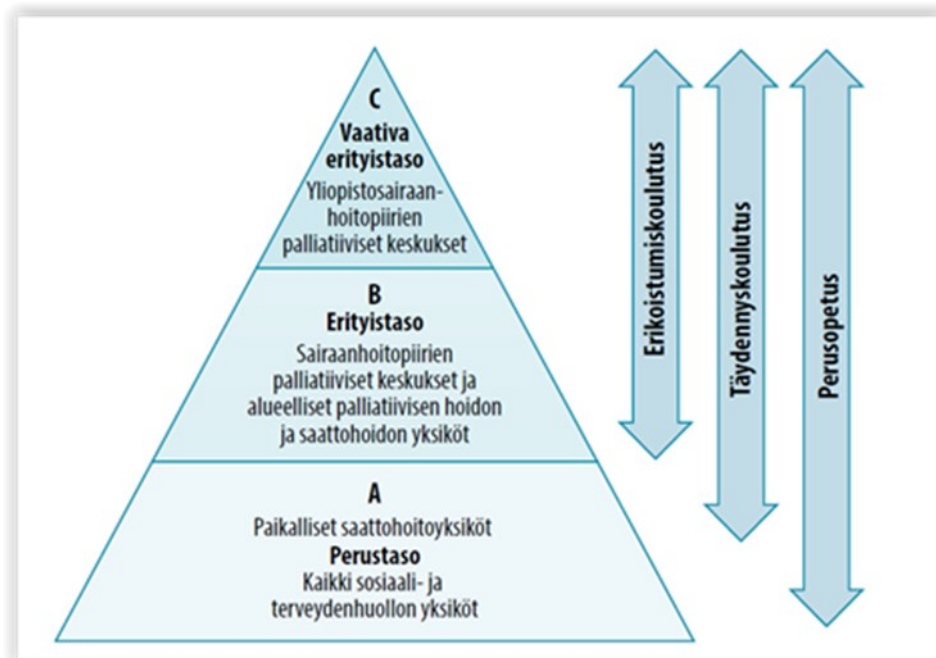 C
Vaativa
erityistaso
Yliopistosairaan-
hoitopiirien
palliatiiviset keskukset
B
Erityistaso
Sairaanhoitopiirien
palliatiiviset keskukset ja
alueelliset palliatiivisen hoidon
ja saattohoidon yksiköt
A
Paikalliset saattohoitoyksiköt
Perustaso
Kaikki sosiaali- ja
terveydenhuollon yksiköt
Erikoistumiskoulutus
Täydennyskoulutus
Perusopetus